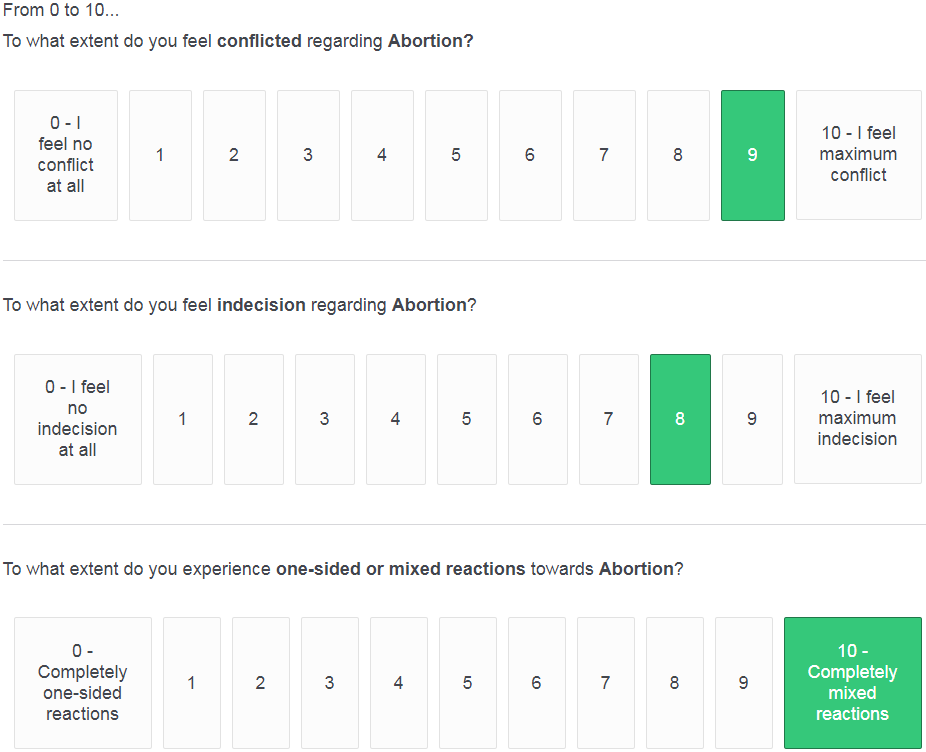 From 0 to 10...
To what extent do you feel conflicted regarding Abortion?
0 - I
feel no
conflict
at all
1
2
3
4
5
6
7
8
9
10 - I feel
maximum
conflict
To what extent do you feel indecision regarding Abortion?
0 - I feel
no
indecision
at all
1
2
3
4
5
6
7
8
9
10 - I feel
maximum
indecision
To what extent do you experience one-sided or mixed reactions towards Abortion?
0 -
Completely
one-sided
reactions
1
2
3
4
5
6
7
8
9
10 -
Completely
mixed
reactions